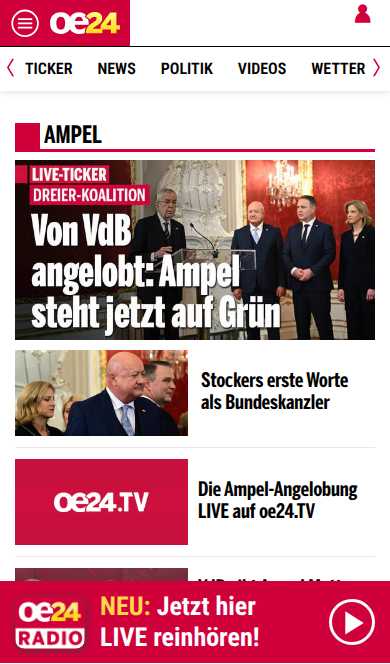 oe24
TICKER NEWS POLITIK VIDEOS WETTER
AMPEL
LIVE-TICKER
DREIER-KOALITION
Von VdB
angelobt: Ampel
steht jetzt auf Grün
Stockers erste Worte
als Bundeskanzler
oe24.TV
Die Ampel-Angelobung
LIVE auf oe24.TV
oe24
RADIO
NEU: Jetzt hier
LIVE reinhören!